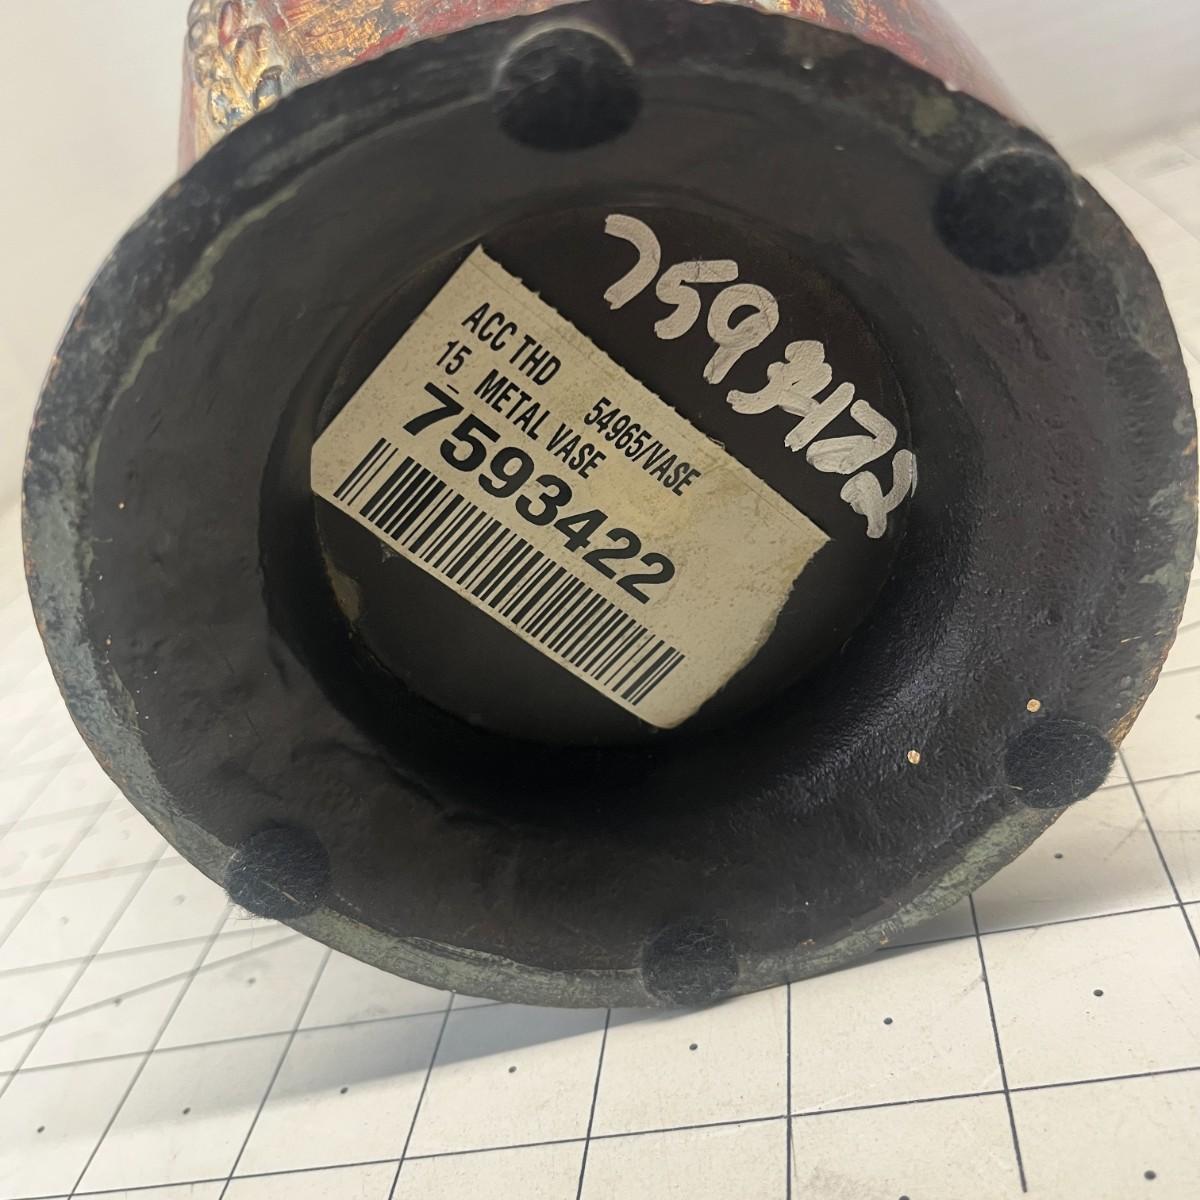 7593422
ACC THD 54965/VASE
15 METAL VASE
7593422